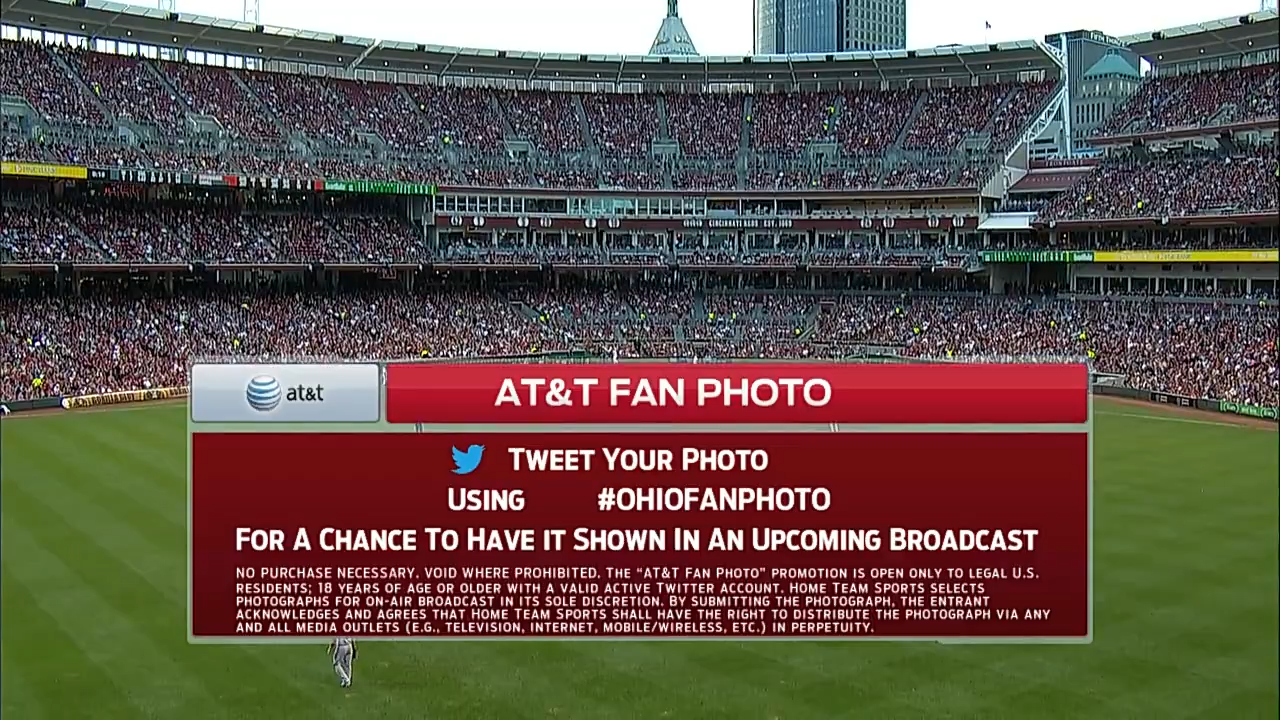 at&t
AT&T FAN PHOTO
TWEET YOUR PHOTO
USING #OHIOFANPHOTO
FOR A CHANCE TO HAVE IT SHOWN IN AN UPCOMING BROADCAST
NO PURCHASE NECESSARY. VOID WHERE PROHIBITED. THE "AT&T FAN PHOTO" PROMOTION IS OPEN ONLY TO LEGAL U.S.
RESIDENTS; 18 YEARS OF AGE OR OLDER WITH A VALID ACTIVE TWITTER ACCOUNT. HOME TEAM SPORTS SELECTS
PHOTOGRAPHS FOR ON-AIR BROADCAST IN ITS SOLE DISCRETION. BY SUBMITTING THE PHOTOGRAPH, THE ENTRANT
ACKNOWLEDGES AND AGREES THAT HOME TEAM SPORTS SHALL HAVE THE RIGHT TO DISTRIBUTE THE PHOTOGRAPH VIA ANY
AND ALL MEDIA OUTLETS (E.G., TELEVISION, INTERNET, MOBILE/WIRELESS, ETC.) IN PERPETUITY.